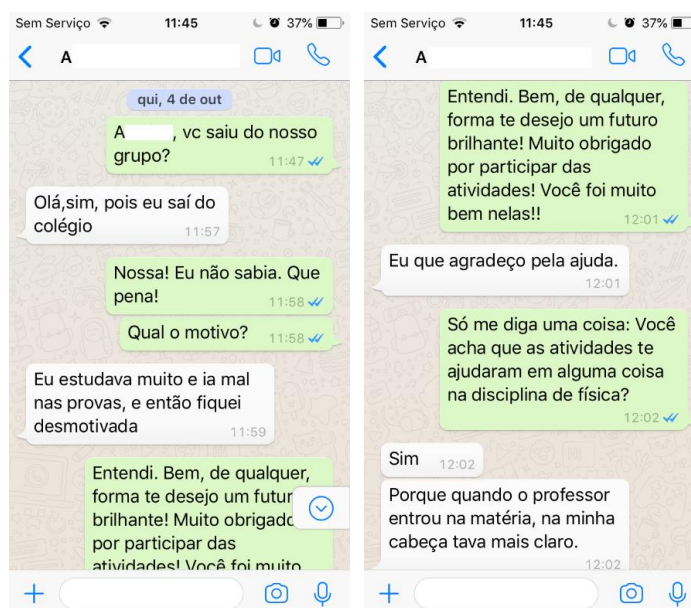 Sem Serviço 11:45 37%
A
qui, 4 de out
A , vc saiu do nosso
grupo?
11:47
Olá,sim, pois eu saí do
colégio
11:57
Nossa! Eu não sabia. Que
pena!
11:58
Qual o motivo?
11:58
Eu estudava muito e ia mal
nas provas, e então fiquei
desmotivada
11:59
Entendi. Bem, de qualquer,
forma te desejo um futur
brilhante! Muito obrigado
por participar das
atividades! Você foi muito
Sem Serviço 11:45 37%
A
Entendi. Bem, de qualquer,
forma te desejo um futuro
brilhante! Muito obrigado
por participar das
atividades! Você foi muito
bem nelas!!
12:01
Eu que agradeço pela ajuda.
12:01
Só me diga uma coisa: Você
acha que as atividades te
ajudaram em alguma coisa
na disciplina de física?
12:02
Sim
12:02
Porque quando o professor
entrou na matéria, na minha
cabeça tava mais claro.
12:02